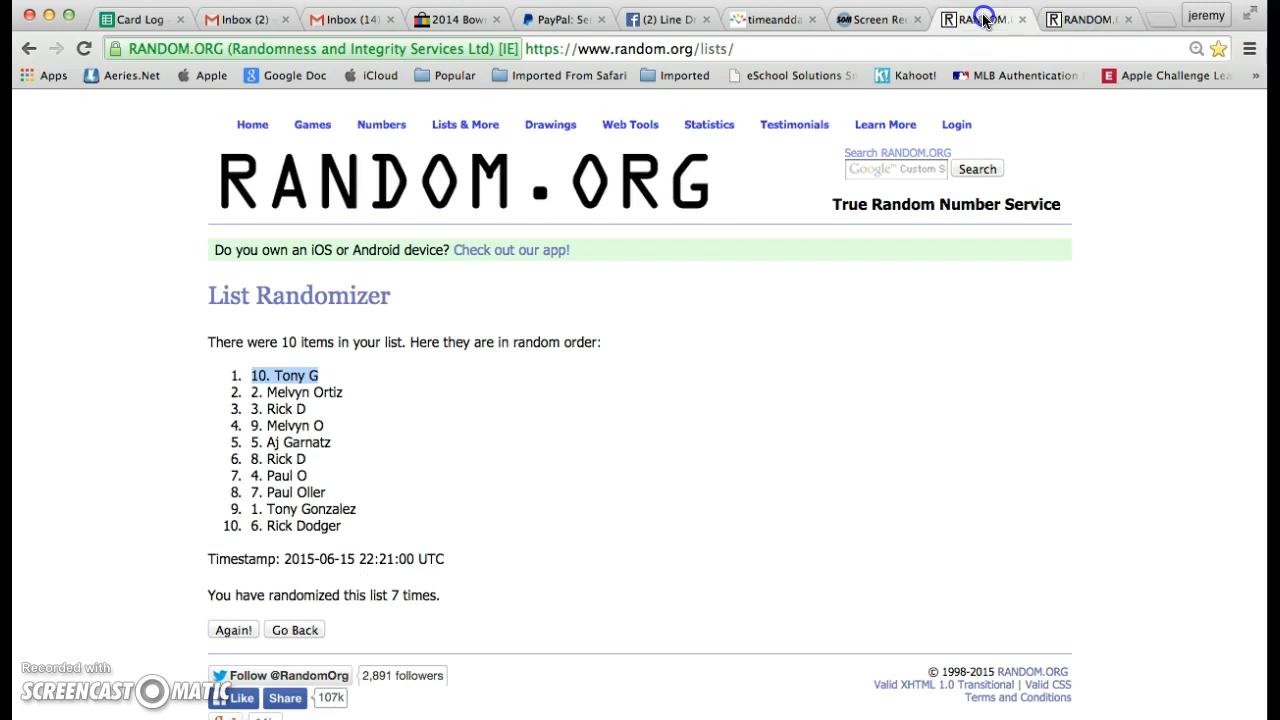 Card Log
Inbox (2)
Inbox (14)
2014 Bow
PayPal: Se
(2) Line D
timeandd
SOM Screen Re
RANDOM.
RANDOM.
jeremy
RANDOM.ORG (Randomness and Integrity Services Ltd) [IE] https://www.random.org/lists/
Apps Aeries.Net Apple Google Doc iCloud Popular Imported From Safari Imported eSchool Solutions Sm Kahoot! MLB Authentication Apple Challenge Lea »
Home Games Numbers Lists & More Drawings Web Tools Statistics Testimonials Learn More Login
RANDOM.ORG
Search RANDOM.ORG
Google™ Custom S Search
True Random Number Service
Do you own an iOS or Android device? Check out our app!
List Randomizer
There were 10 items in your list. Here they are in random order:
1. 10. Tony G
2. 2. Melvyn Ortiz
3. 3. Rick D
4. 9. Melvyn O
5. 5. Aj Garnatz
6. 8. Rick D
7. 4. Paul O
8. 7. Paul Oller
9. 1. Tony Gonzalez
10. 6. Rick Dodger
Timestamp: 2015-06-15 22:21:00 UTC
You have randomized this list 7 times.
Again! Go Back
Follow @RandomOrg 2,891 followers
Like Share 107k
© 1998-2015 RANDOM.ORG
Valid XHTML 1.0 Transitional | Valid CSS
Terms and Conditions
Recorded with
SCREENCAST MATIC